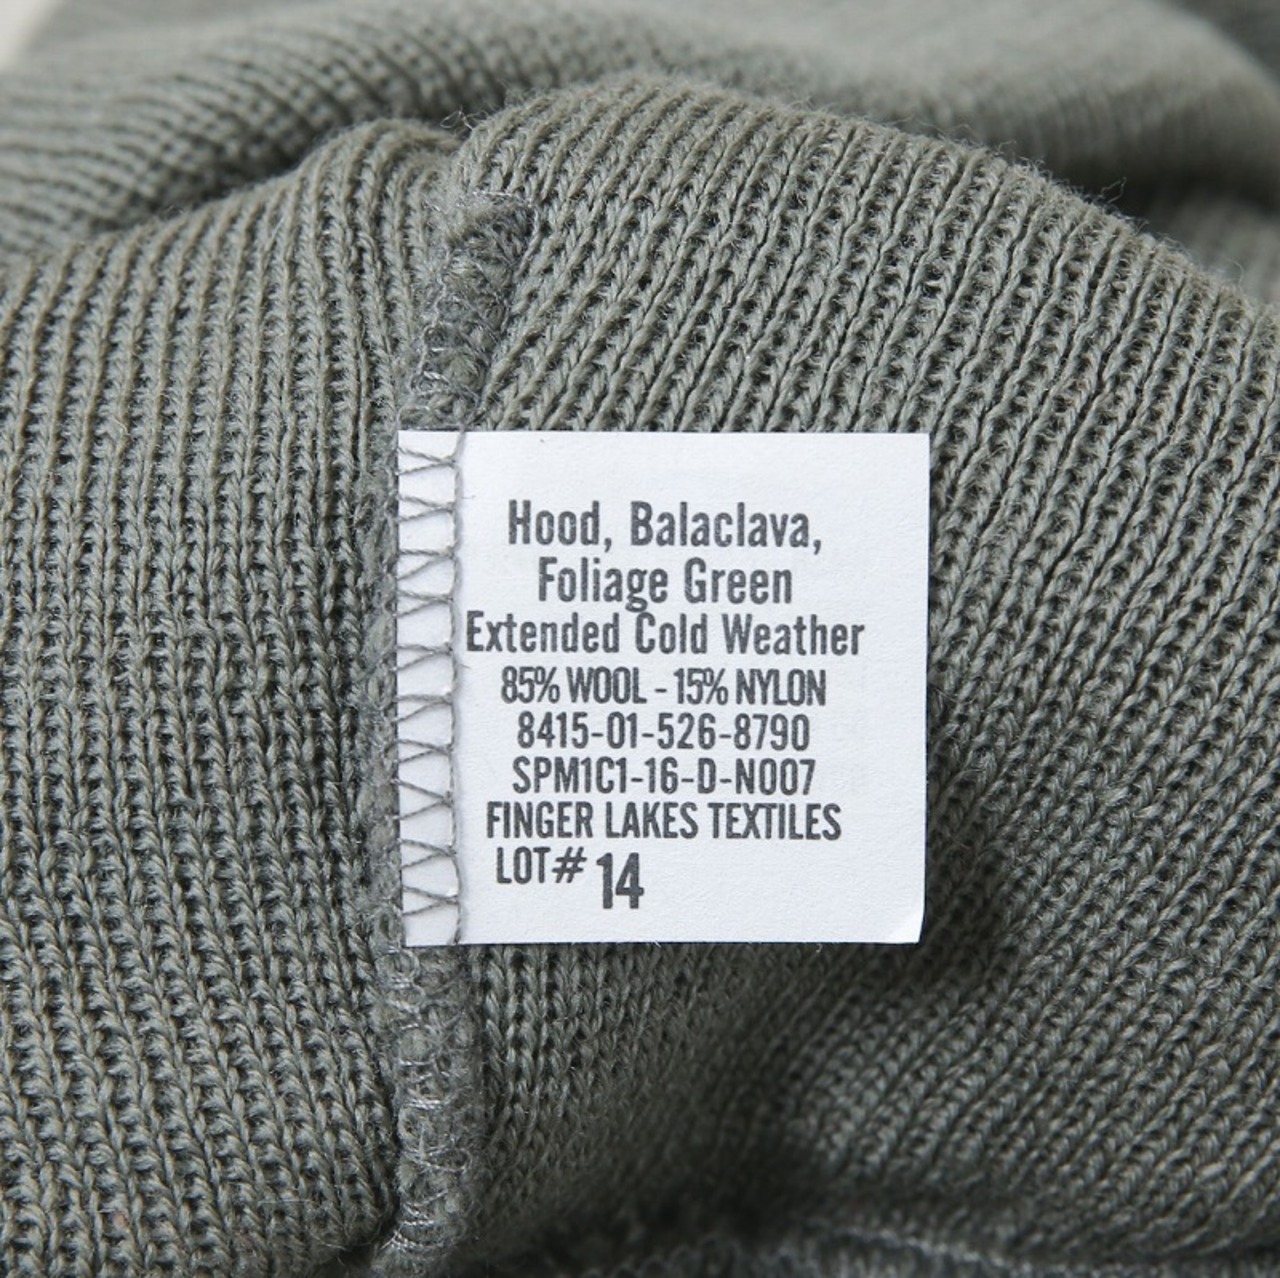 Hood, Balaclava,
Foliage Green
Extended Cold Weather
85% WOOL - 15% NYLON
8415-01-526-8790
SPM1C1-16-D-N007
FINGER LAKES TEXTILES
LOT# 14